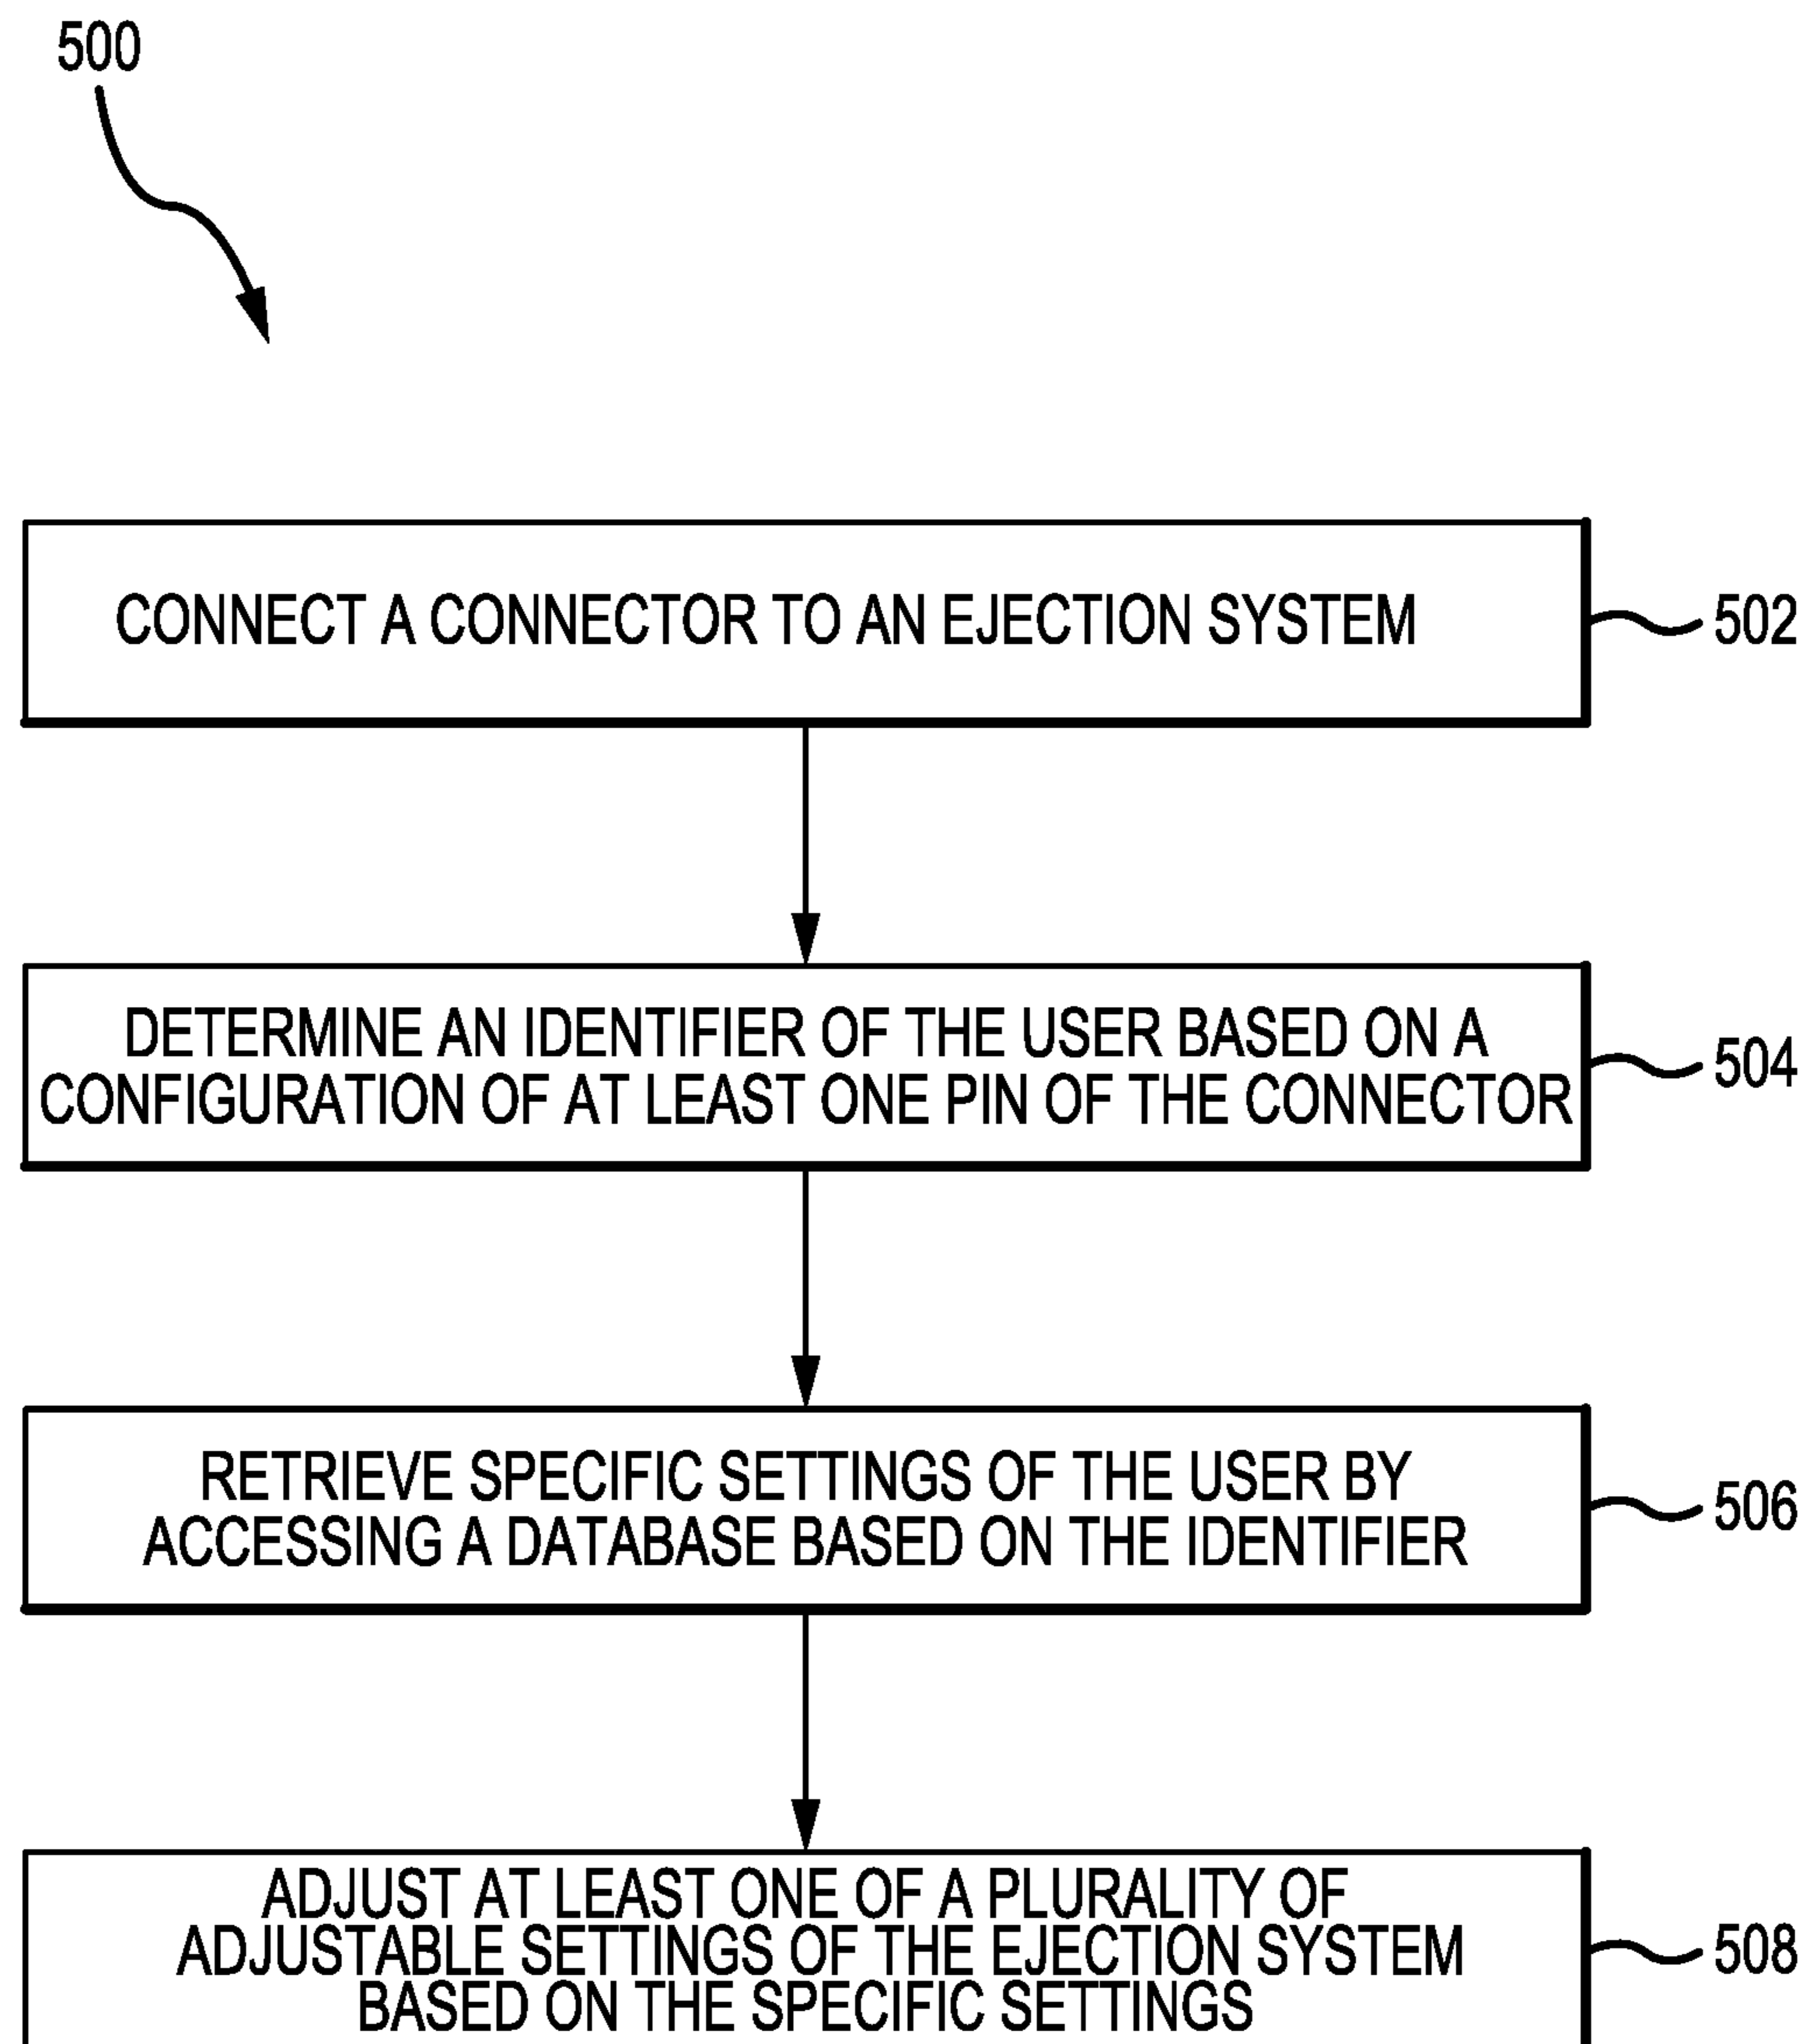 500
CONNECT A CONNECTOR TO AN EJECTION SYSTEM
502
DETERMINE AN IDENTIFIER OF THE USER BASED ON A
CONFIGURATION OF AT LEAST ONE PIN OF THE CONNECTOR
504
RETRIEVE SPECIFIC SETTINGS OF THE USER BY
ACCESSING A DATABASE BASED ON THE IDENTIFIER
506
ADJUST AT LEAST ONE OF A PLURALITY OF
ADJUSTABLE SETTINGS OF THE EJECTION SYSTEM
BASED ON THE SPECIFIC SETTINGS
508